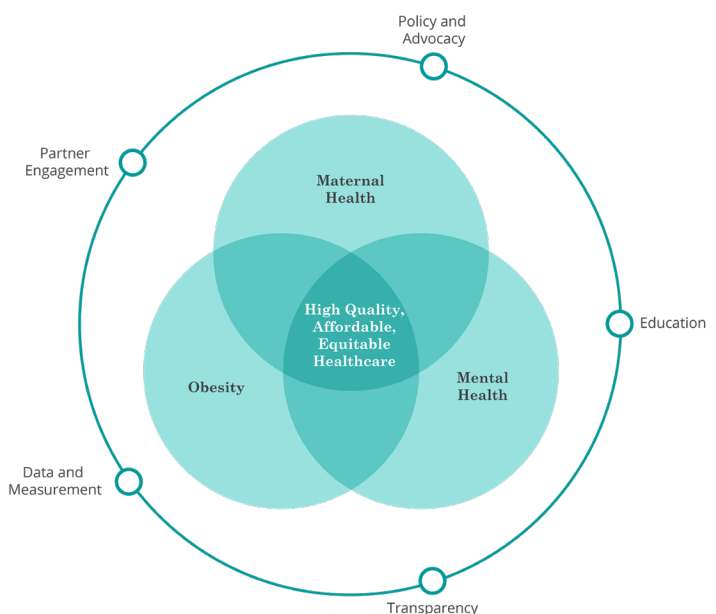 Policy and
Advocacy
Partner
Engagement
Maternal
Health
High Quality,
Affordable,
Equitable
Healthcare
Education
Obesity
Mental
Health
Data and
Measurement
Transparency